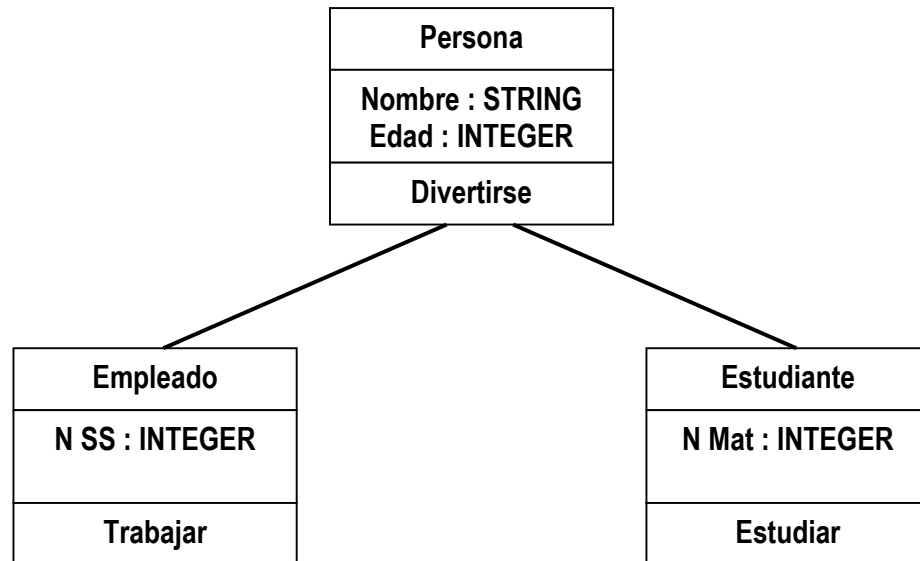 Persona
Nombre : STRING
Edad : INTEGER
Divertirse
Empleado
N SS : INTEGER
Trabajar
Estudiante
N Mat : INTEGER
Estudiar